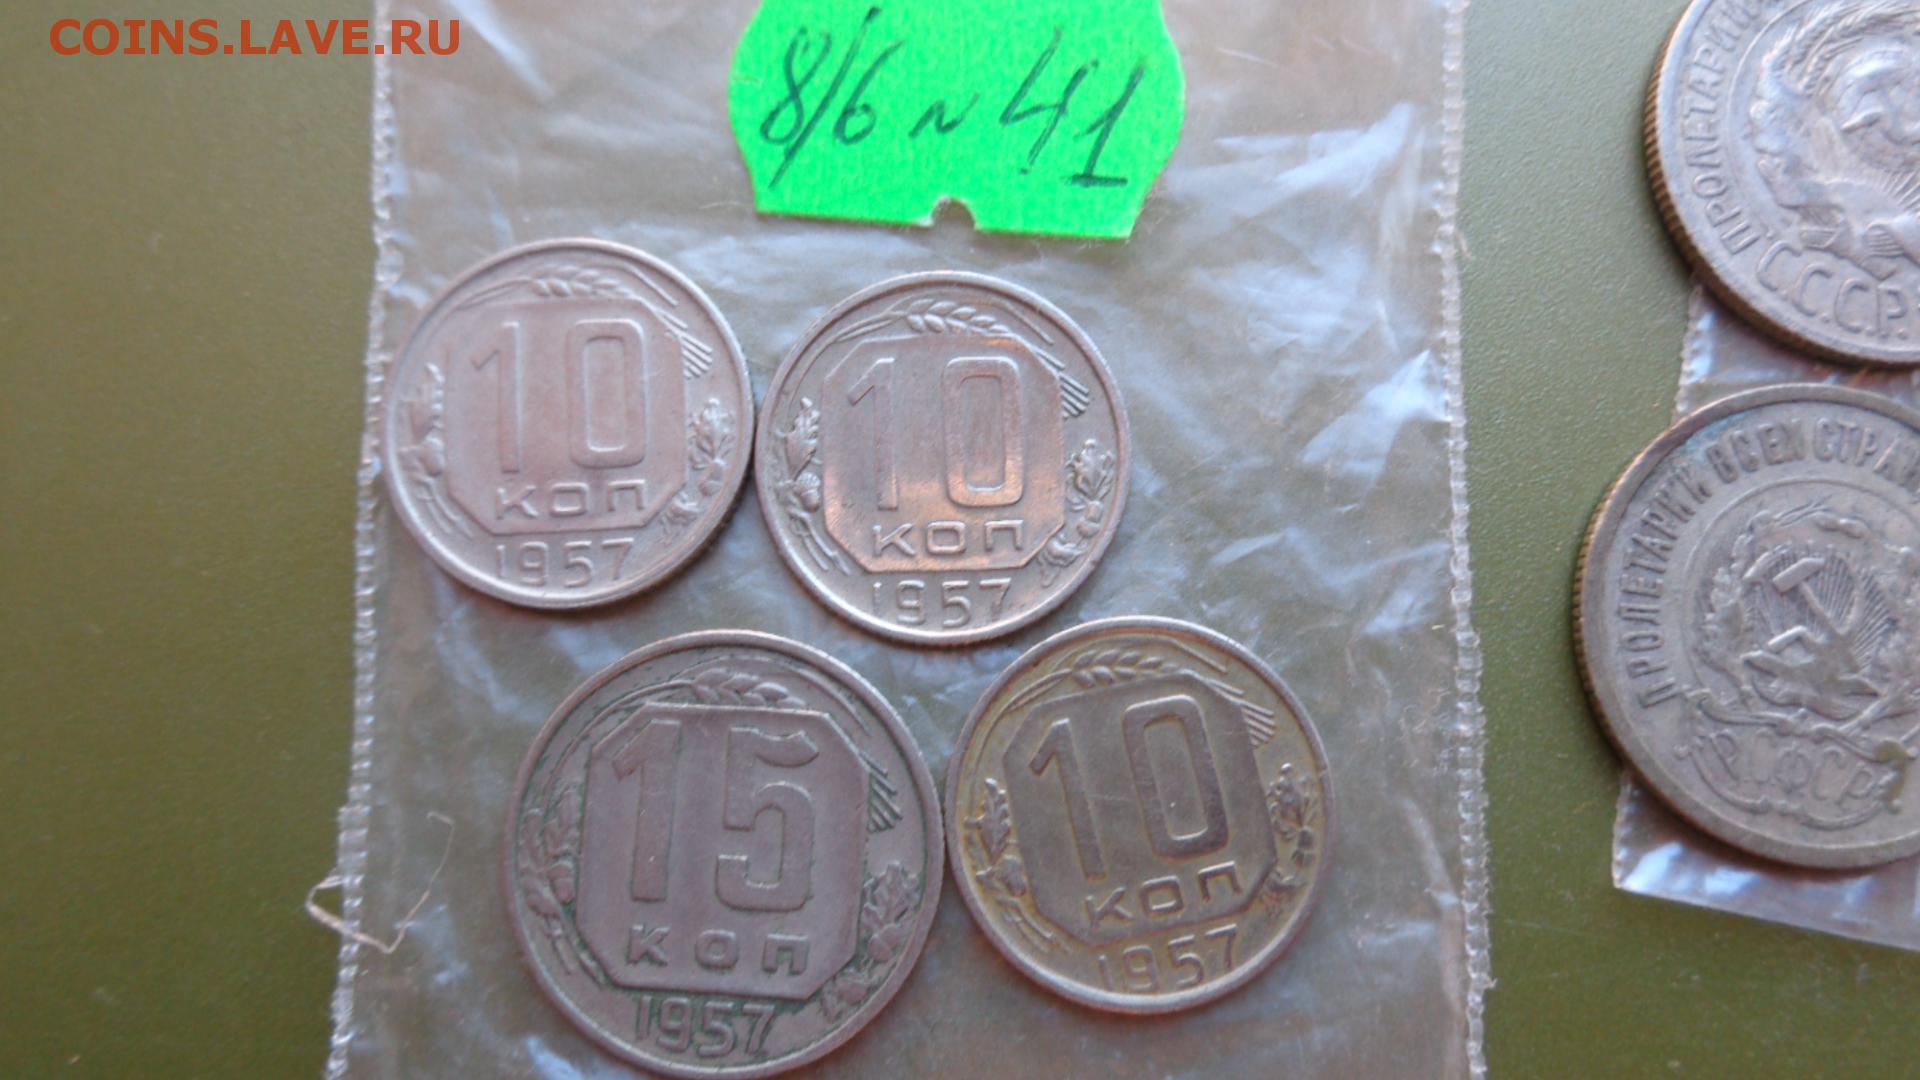 COINS.LAVE.RU
8/6 N 41
10
КОП
1957
10
КОП
1957
15
КОП
1957
10
КОП
1957
ПРОЛЕТАРИИ
С.С.С.Р.
ПРОЛЕТАРИИ ВСЕХ СТРАН
РСФСР